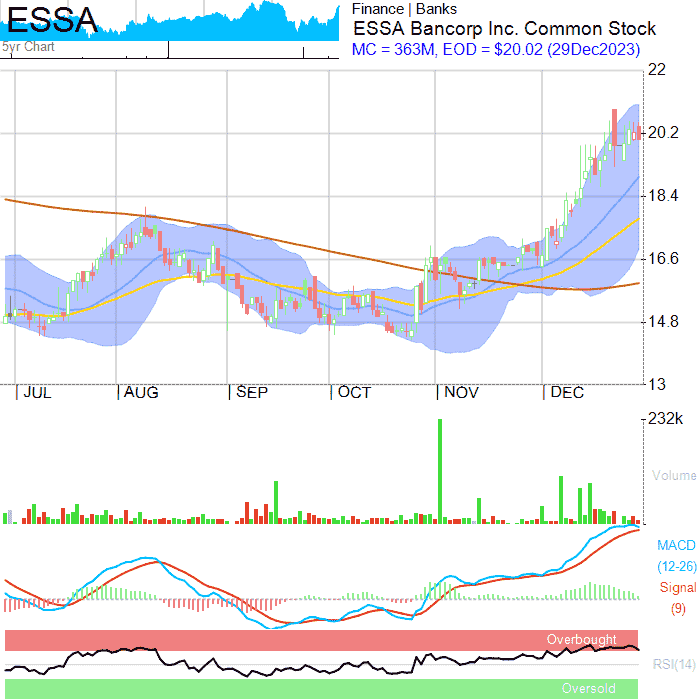 ESSA
5yr Chart
Finance | Banks
ESSA Bancorp Inc. Common Stock
MC = 363M, EOD = $20.02 (29Dec2023)
22
20.2
18.4
16.6
14.8
13
JUL AUG SEP OCT NOV DEC
232k
Volume
MACD
(12-26)
Signal
(9)
Overbought
RSI(14)
Oversold